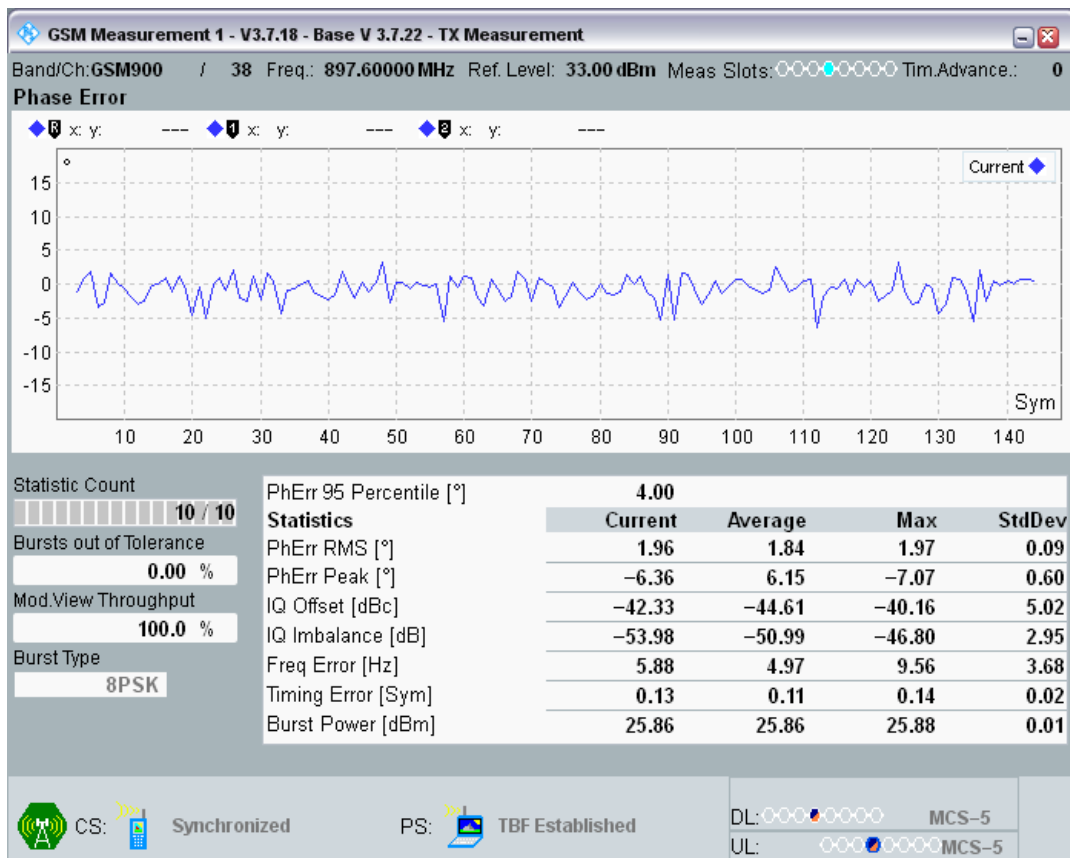 GSM Measurement 1 - V3.7.18 - Base V 3.7.22 - TX Measurement
Band/Ch:GSM900 / 38 Freq.: 897.60000 MHz Ref. Level: 33.00 dBm Meas Slots: Tim.Advance.: 0
Phase Error
R x: y: --- 1 x: y: --- 2 x: y: ---
°
Current
15
10
5
0
-5
-10
-15
Sym
10 20 30 40 50 60 70 80 90 100 110 120 130 140
Statistic Count
10 / 10
Bursts out of Tolerance
0.00 %
Mod.View Throughput
100.0 %
Burst Type
8PSK
PhErr 95 Percentile [°] 4.00
Statistics Current Average Max StdDev
PhErr RMS [°] 1.96 1.84 1.97 0.09
PhErr Peak [°] −6.36 6.15 −7.07 0.60
IQ Offset [dBc] −42.33 −44.61 −40.16 5.02
IQ Imbalance [dB] −53.98 −50.99 −46.80 2.95
Freq Error [Hz] 5.88 4.97 9.56 3.68
Timing Error [Sym] 0.13 0.11 0.14 0.02
Burst Power [dBm] 25.86 25.86 25.88 0.01
CS: Synchronized PS: TBF Established
DL: MCS−5
UL: MCS−5